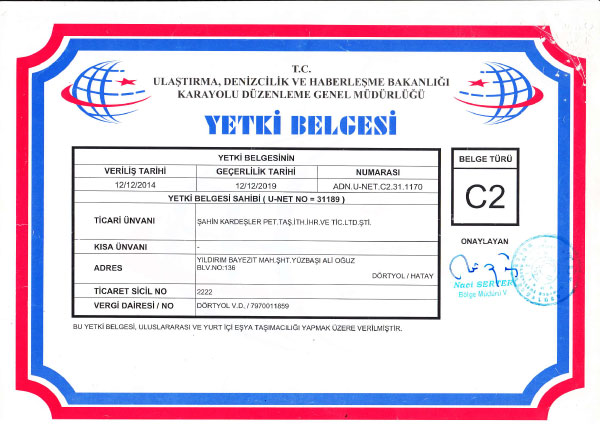 T.C.
ULAŞTIRMA, DENİZCİLİK VE HABERLEŞME BAKANLIĞI
KARAYOLU DÜZENLEME GENEL MÜDÜRLÜĞÜ
YETKİ BELGESİ
YETKİ BELGESİNİN
VERİLİŞ TARİHİ GEÇERLİLİK TARİHİ NUMARASI
12/12/2014 12/12/2019 ADN.U-NET.C2.31.1170
YETKİ BELGESİ SAHİBİ ( U-NET NO = 31189 )
TİCARİ ÜNVANI ŞAHİN KARDEŞLER PET.TAŞ.İTH.İHR.VE TİC.LTD.ŞTİ.
KISA ÜNVANI -
ADRES YILDIRIM BAYEZIT MAH.ŞHT.YÜZBAŞI ALİ OĞUZ
BLV.NO:136
DÖRTYOL / HATAY
TİCARET SİCİL NO 2222
VERGİ DAİRESİ / NO DÖRTYOL V.D. / 7970011859
BU YETKİ BELGESİ, ULUSLARARASI VE YURT İÇİ EŞYA TAŞIMACILIĞI YAPMAK ÜZERE VERİLMİŞTİR.
BELGE TÜRÜ
C2
ONAYLAYAN
Naci SERTER
Bölge Müdürü V.